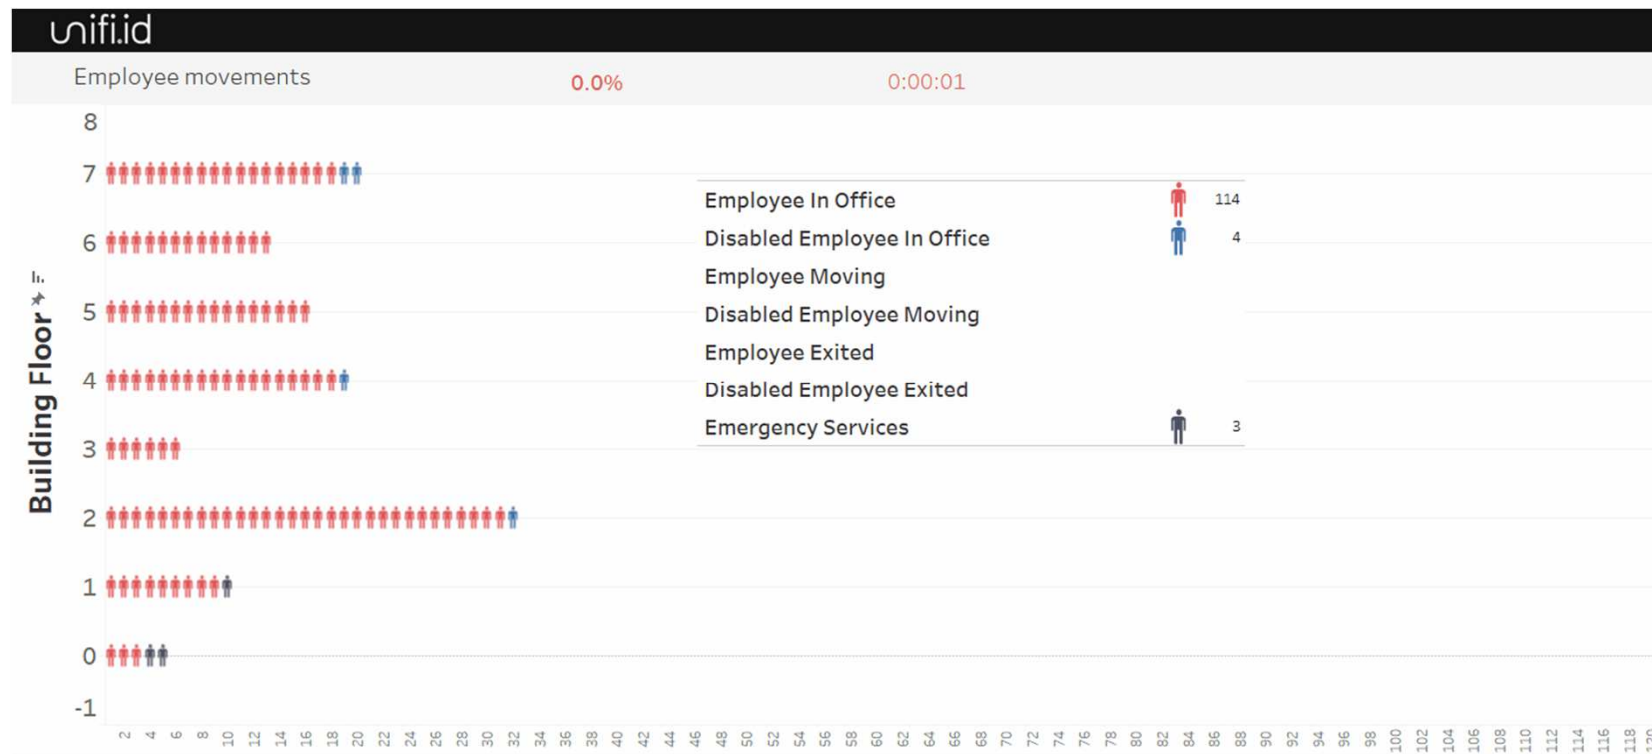 unifi.id
Employee movements 0.0% 0:00:01
8
7
6
5
4
3
2
1
0
-1
Building Floor
Employee In Office 114
Disabled Employee In Office 4
Employee Moving
Disabled Employee Moving
Employee Exited
Disabled Employee Exited
Emergency Services 3
2 4 6 8 10 12 14 16 18 20 22 24 26 28 30 32 34 36 38 40 42 44 46 48 50 52 54 56 58 60 62 64 66 68 70 72 74 76 78 80 82 84 86 88 90 92 94 96 98 100 102 104 106 108 110 112 114 116 118